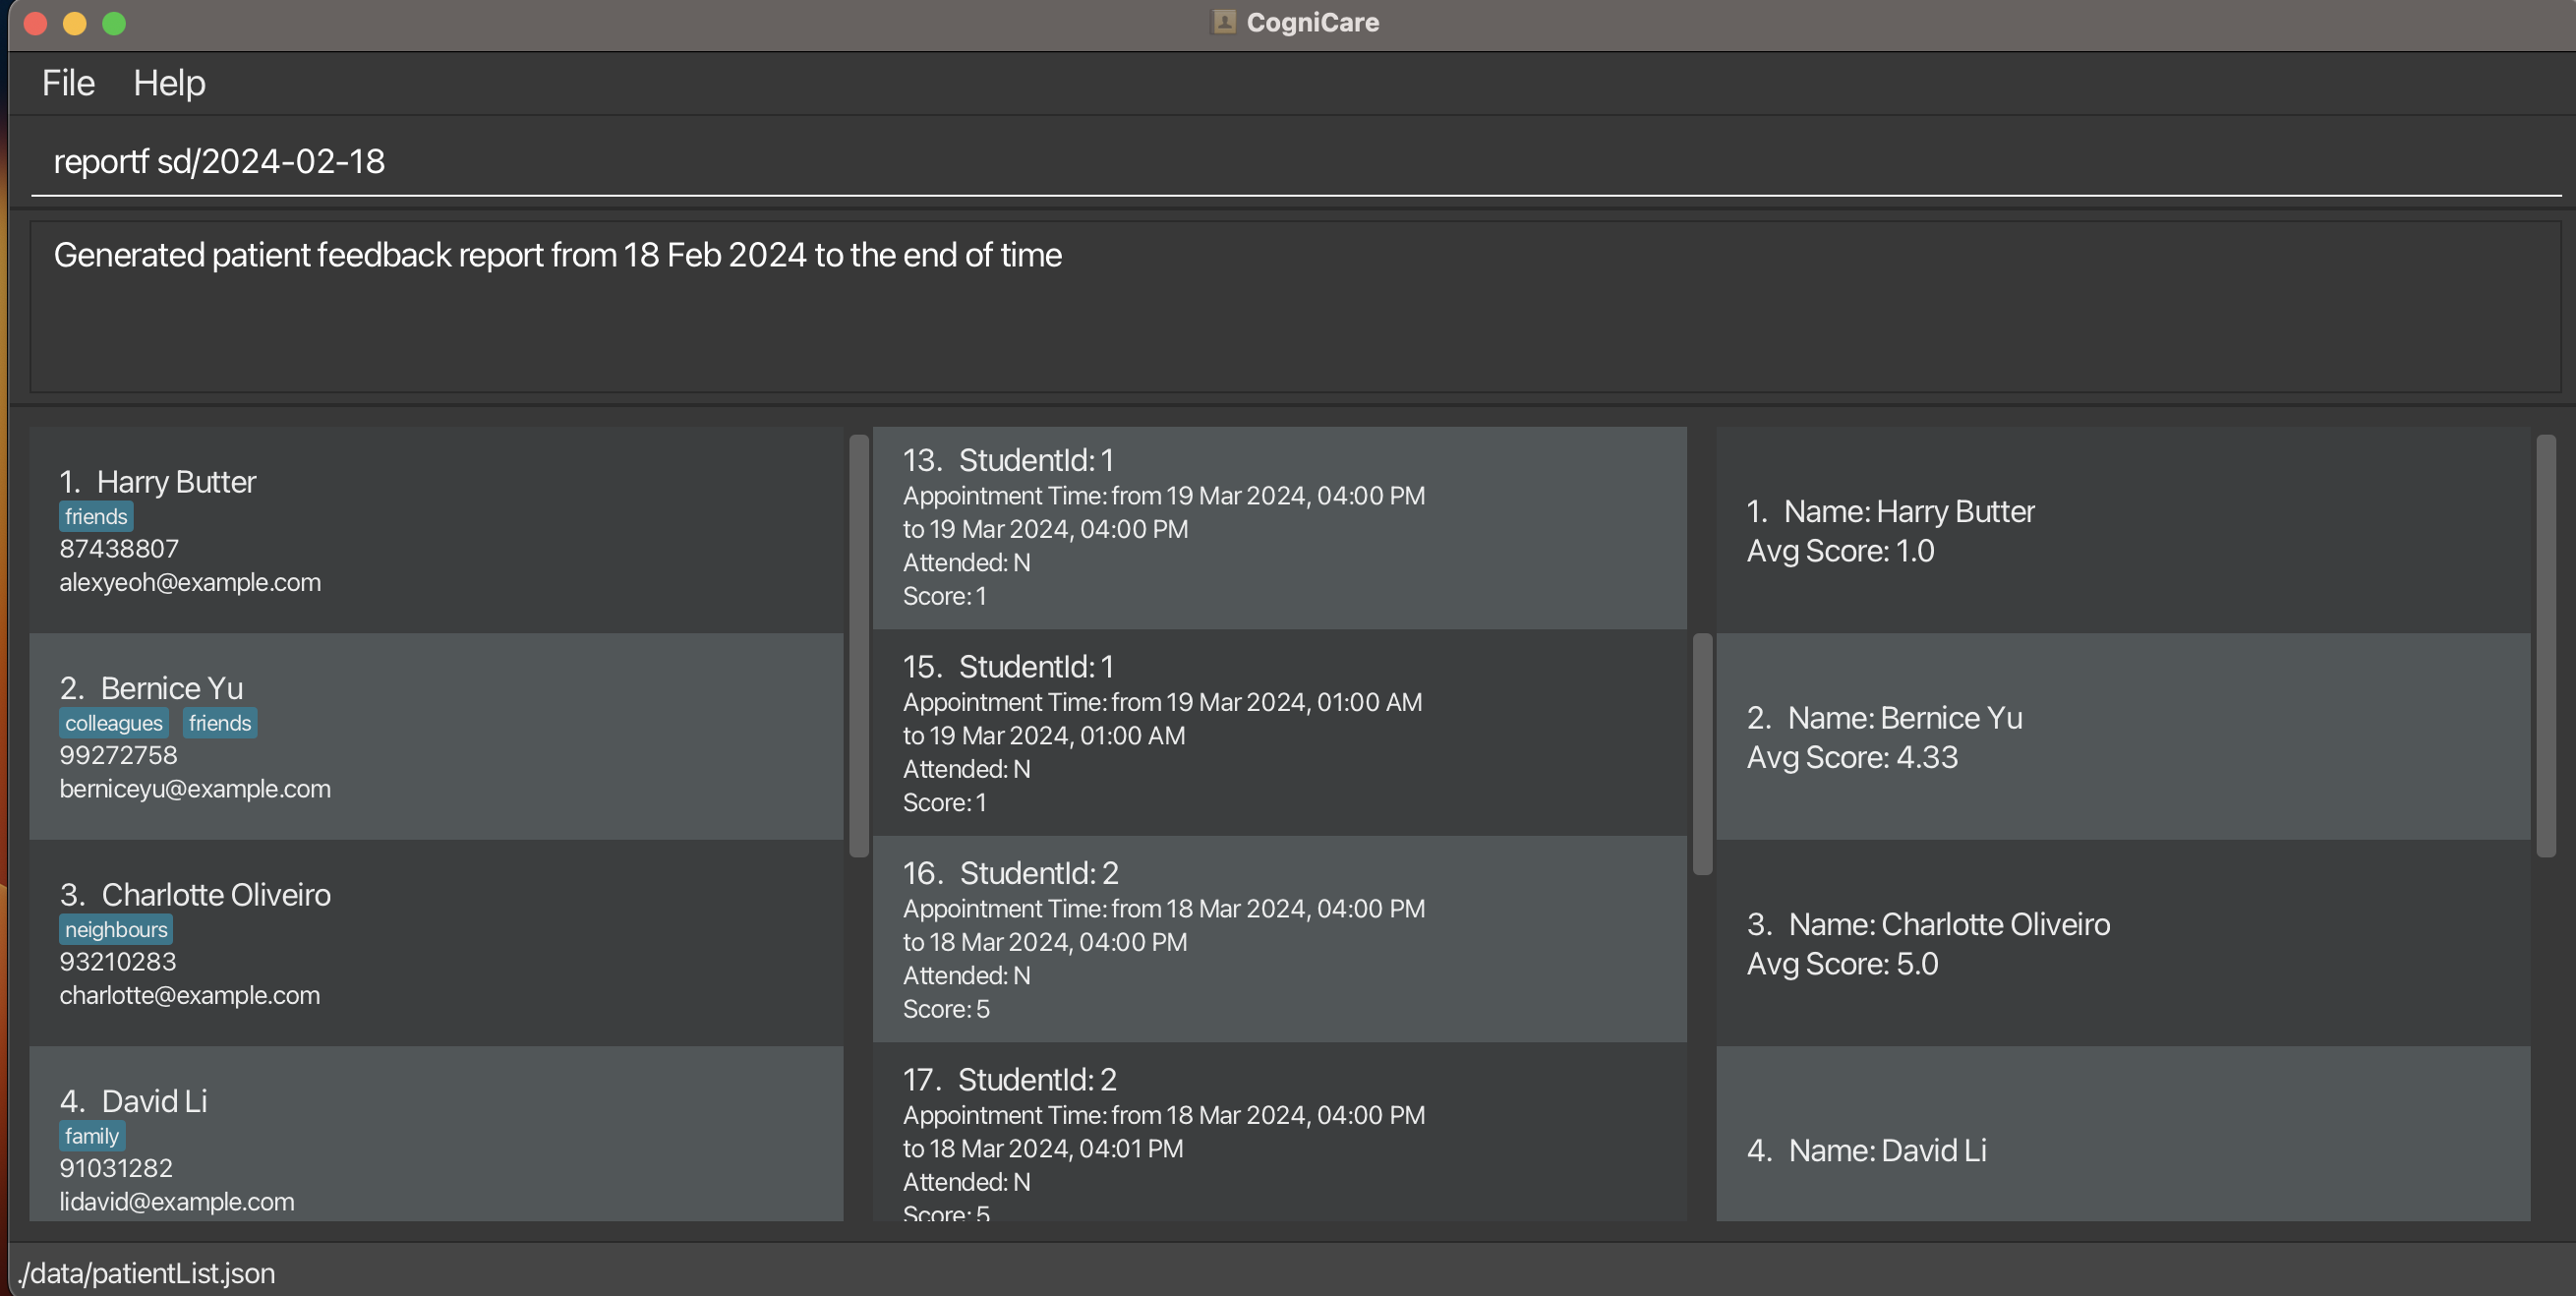 CogniCare
File Help
reportf sd/2024-02-18
Generated patient feedback report from 18 Feb 2024 to the end of time
1. Harry Butter
friends
87438807
alexyeoh@example.com
2. Bernice Yu
colleagues friends
99272758
berniceyu@example.com
3. Charlotte Oliveiro
neighbours
93210283
charlotte@example.com
4. David Li
family
91031282
lidavid@example.com
13. StudentId: 1
Appointment Time: from 19 Mar 2024, 04:00 PM
to 19 Mar 2024, 04:00 PM
Attended: N
Score: 1
15. StudentId: 1
Appointment Time: from 19 Mar 2024, 01:00 AM
to 19 Mar 2024, 01:00 AM
Attended: N
Score: 1
16. StudentId: 2
Appointment Time: from 18 Mar 2024, 04:00 PM
to 18 Mar 2024, 04:00 PM
Attended: N
Score: 5
17. StudentId: 2
Appointment Time: from 18 Mar 2024, 04:00 PM
to 18 Mar 2024, 04:01 PM
Attended: N
Score: 5
1. Name: Harry Butter
Avg Score: 1.0
2. Name: Bernice Yu
Avg Score: 4.33
3. Name: Charlotte Oliveiro
Avg Score: 5.0
4. Name: David Li
./data/patientList.json